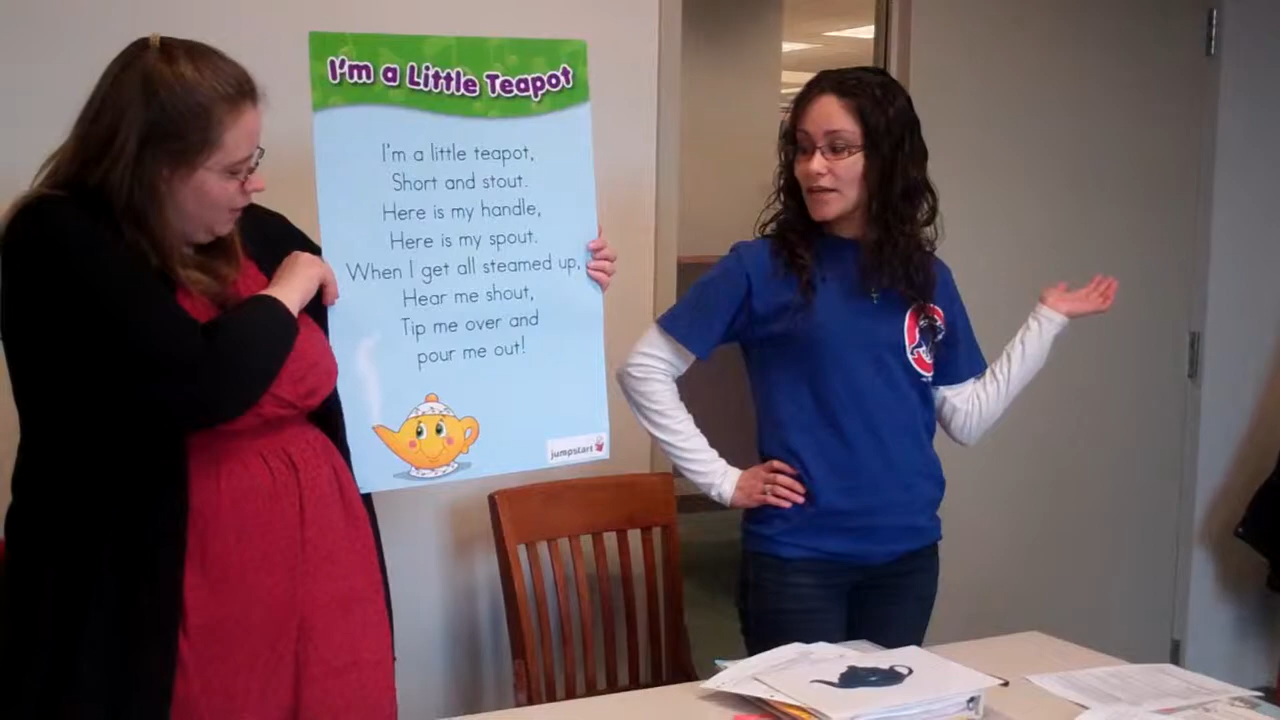 I'm a Little Teapot
I'm a little teapot,
Short and stout.
Here is my handle,
Here is my spout.
When I get all steamed up,
Hear me shout,
Tip me over and
pour me out!
jumpstart